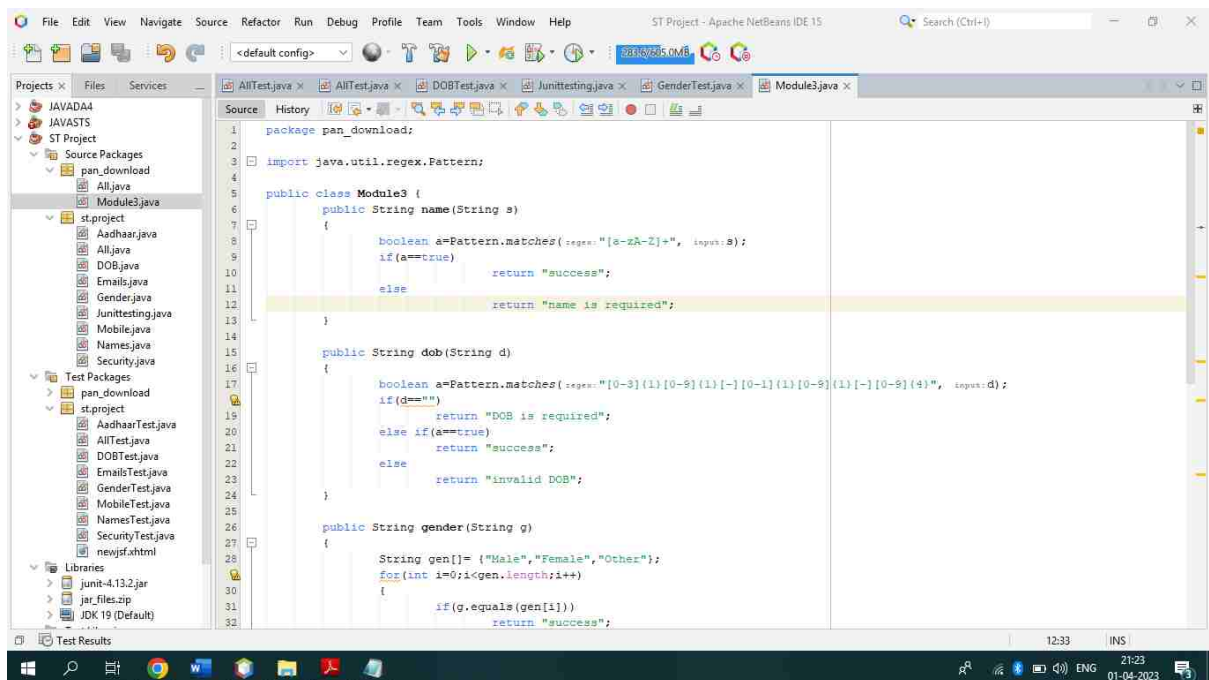 File Edit View Navigate Source Refactor Run Debug Profile Team Tools Window Help ST Project - Apache NetBeans IDE 15 Search (Ctrl+I)
<default config>
Projects Files Services
AllTest.java AllTest.java DOBTest.java Junittesting.java GenderTest.java Module3.java
Source History
JAVADA4
JAVASTS
ST Project
Source Packages
pan_download
All.java
Module3.java
st.project
Aadhaar.java
All.java
DOB.java
Emails.java
Gender.java
Junittesting.java
Mobile.java
Names.java
Security.java
Test Packages
pan_download
st.project
AadhaarTest.java
AllTest.java
DOBTest.java
EmailsTest.java
GenderTest.java
MobileTest.java
NamesTest.java
SecurityTest.java
newjsf.xhtml
Libraries
junit-4.13.2.jar
jar_files.zip
JDK 19 (Default)
1 package pan_download;
2
3 import java.util.regex.Pattern;
4
5 public class Module3 {
6 public String name(String s)
7 {
8 boolean a=Pattern.matches( regex: "[a-zA-Z]+", input: s);
9 if(a==true)
10 return "success";
11 else
12 return "name is required";
13 }
14
15 public String dob(String d)
16 {
17 boolean a=Pattern.matches( regex: "[0-3]{1}[0-9]{1}[-][0-1]{1}[0-9]{1}[-][0-9]{4}", input: d);
if(d=="")
19 return "DOB is required";
20 else if(a==true)
21 return "success";
22 else
23 return "invalid DOB";
24 }
25
26 public String gender(String g)
27 {
28 String gen[]= {"Male","Female","Other"};
for(int i=0;i<gen.length;i++)
30 {
31 if(g.equals(gen[i]))
32 return "success";
Test Results
12:33 INS
ENG
21:23
01-04-2023